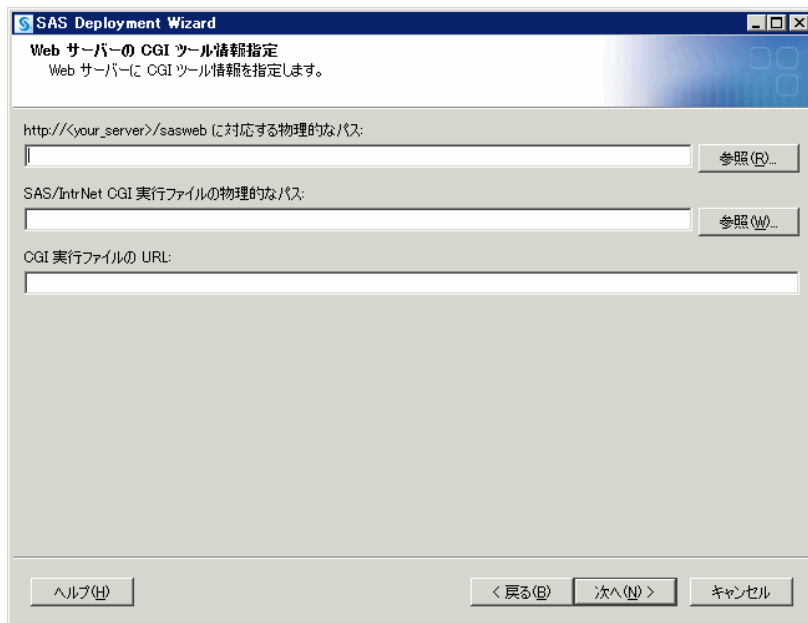 SAS Deployment Wizard
Web サーバーの CGI ツール情報指定
Web サーバーに CGI ツール情報を指定します。
http://<your_server>/sasweb に対応する物理的なパス:
参照(R)...
SAS/IntrNet CGI 実行ファイルの物理的なパス:
参照(W)...
CGI 実行ファイルの URL:
ヘルプ(H)
< 戻る(B)
次へ(N) >
キャンセル